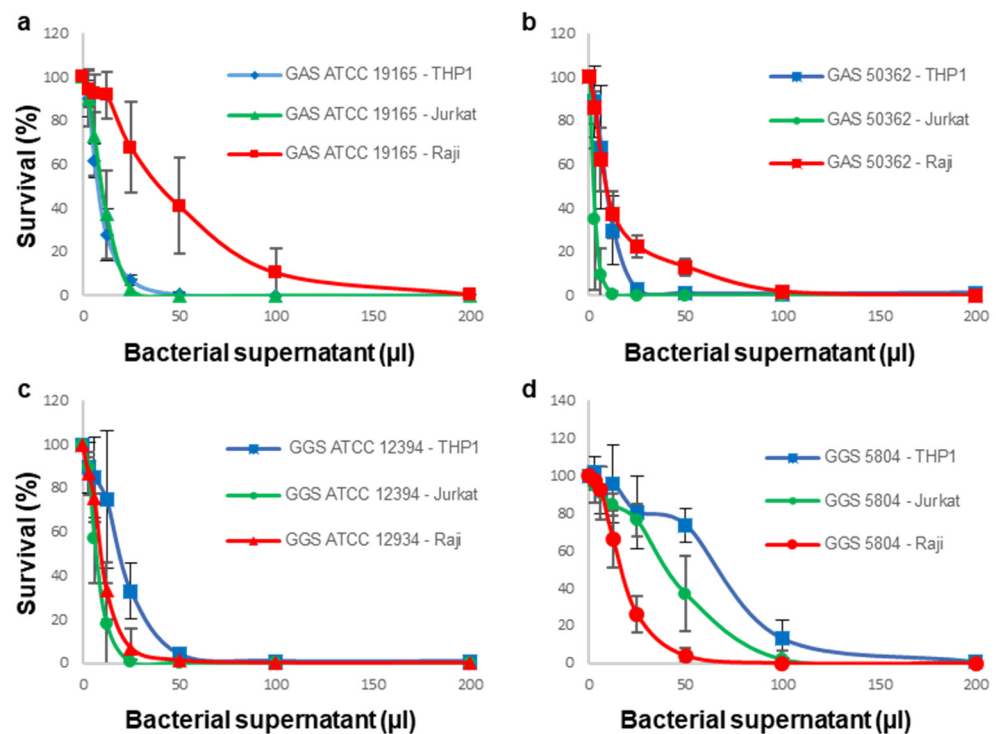 a
120
100
80
60
40
20
0
Survival (%)
GAS ATCC 19165 - THP1
GAS ATCC 19165 - Jurkat
GAS ATCC 19165 - Raji
0 50 100 150 200
Bacterial supernatant (µl)
b
120
100
80
60
40
20
0
GAS 50362 - THP1
GAS 50362 - Jurkat
GAS 50362 - Raji
0 50 100 150 200
Bacterial supernatant (µl)
c
120
100
80
60
40
20
0
Survival (%)
GGS ATCC 12394 - THP1
GGS ATCC 12394 - Jurkat
GGS ATCC 12934 - Raji
0 50 100 150 200
Bacterial supernatant (µl)
d
140
120
100
80
60
40
20
0
GGS 5804 - THP1
GGS 5804 - Jurkat
GGS 5804 - Raji
0 50 100 150 200
Bacterial supernatant (µl)